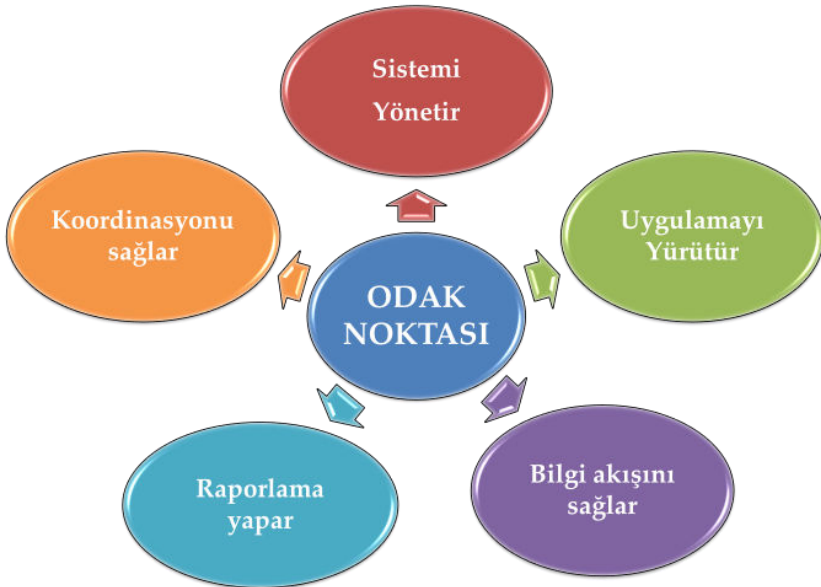 Sistemi
Yönetir
Koordinasyonu
sağlar
Uygulamayı
Yürütür
ODAK
NOKTASI
Raporlama
yapar
Bilgi akışını
sağlar